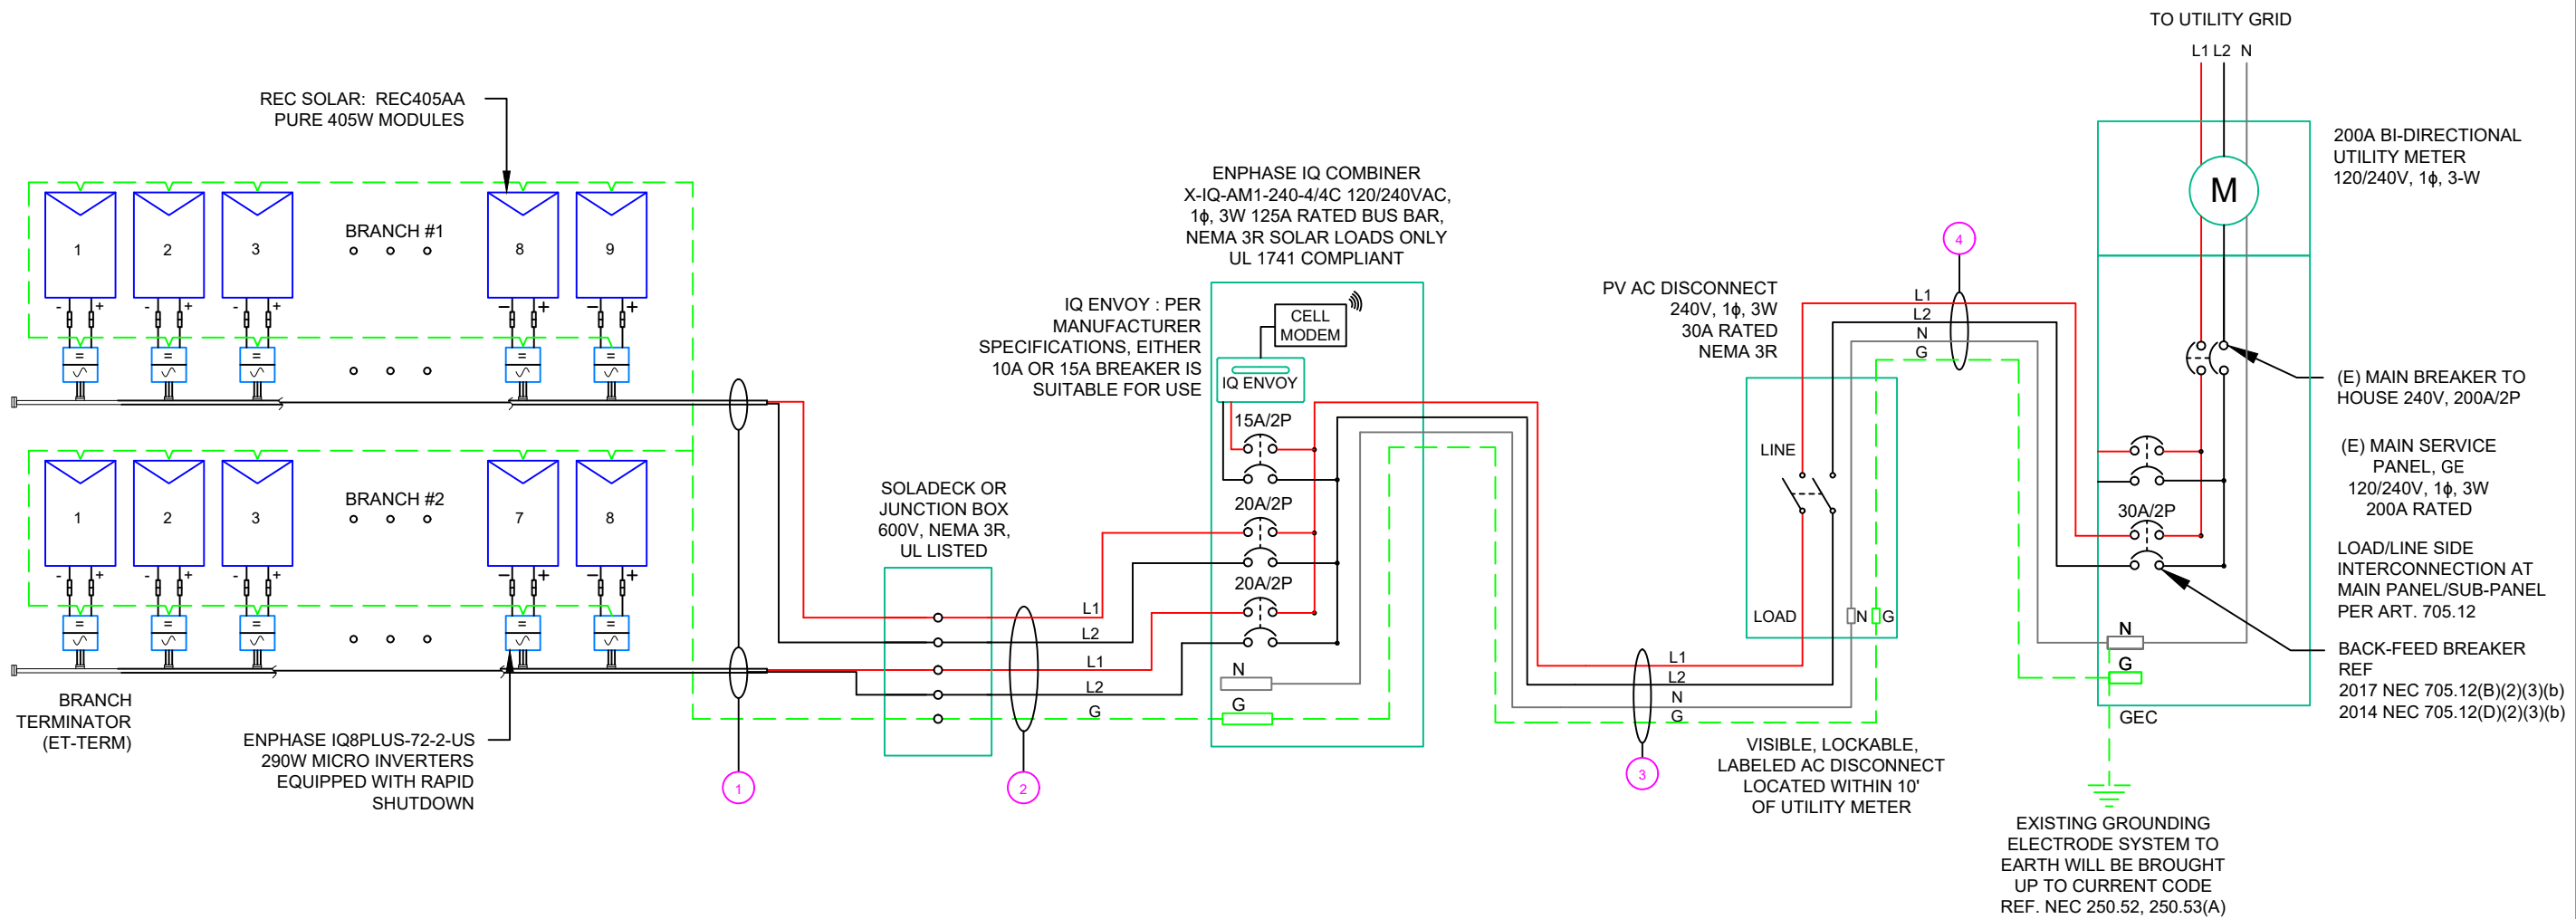 TO UTILITY GRID
L1 L2 N
REC SOLAR:  REC405AA
PURE 405W MODULES
BRANCH #1
1
2
3
8
9
- +
- +
- +
- +
- +
=
=
=
=
=
BRANCH #2
1
2
3
7
8
- +
- +
- +
- +
- +
=
=
=
=
=
BRANCH
TERMINATOR
(ET-TERM)
ENPHASE IQ8PLUS-72-2-US
290W MICRO INVERTERS
EQUIPPED WITH RAPID
SHUTDOWN
1
SOLADECK OR
JUNCTION BOX
600V, NEMA 3R,
UL LISTED
L1
L2
L1
L2
G
2
ENPHASE IQ COMBINER
X-IQ-AM1-240-4/4C 120/240VAC,
1ϕ, 3W 125A RATED BUS BAR,
NEMA 3R SOLAR LOADS ONLY
UL 1741 COMPLIANT
IQ ENVOY : PER
MANUFACTURER
SPECIFICATIONS, EITHER
10A OR 15A BREAKER IS
SUITABLE FOR USE
CELL
MODEM
IQ ENVOY
15A/2P
20A/2P
20A/2P
N
G
L1
L2
N
G
3
PV AC DISCONNECT
240V, 1ϕ, 3W
30A RATED
NEMA 3R
LINE
LOAD
N G
VISIBLE, LOCKABLE,
LABELED AC DISCONNECT
LOCATED WITHIN 10'
OF UTILITY METER
4
L1
L2
N
G
M
200A BI-DIRECTIONAL
UTILITY METER
120/240V, 1ϕ, 3-W
(E) MAIN BREAKER TO
HOUSE 240V, 200A/2P
(E) MAIN SERVICE
PANEL, GE
120/240V, 1ϕ, 3W
200A RATED
30A/2P
LOAD/LINE SIDE
INTERCONNECTION AT
MAIN PANEL/SUB-PANEL
PER ART. 705.12
BACK-FEED BREAKER
REF
2017 NEC 705.12(B)(2)(3)(b)
2014 NEC 705.12(D)(2)(3)(b)
N
G
GEC
EXISTING GROUNDING
ELECTRODE SYSTEM TO
EARTH WILL BE BROUGHT
UP TO CURRENT CODE
REF. NEC 250.52, 250.53(A)